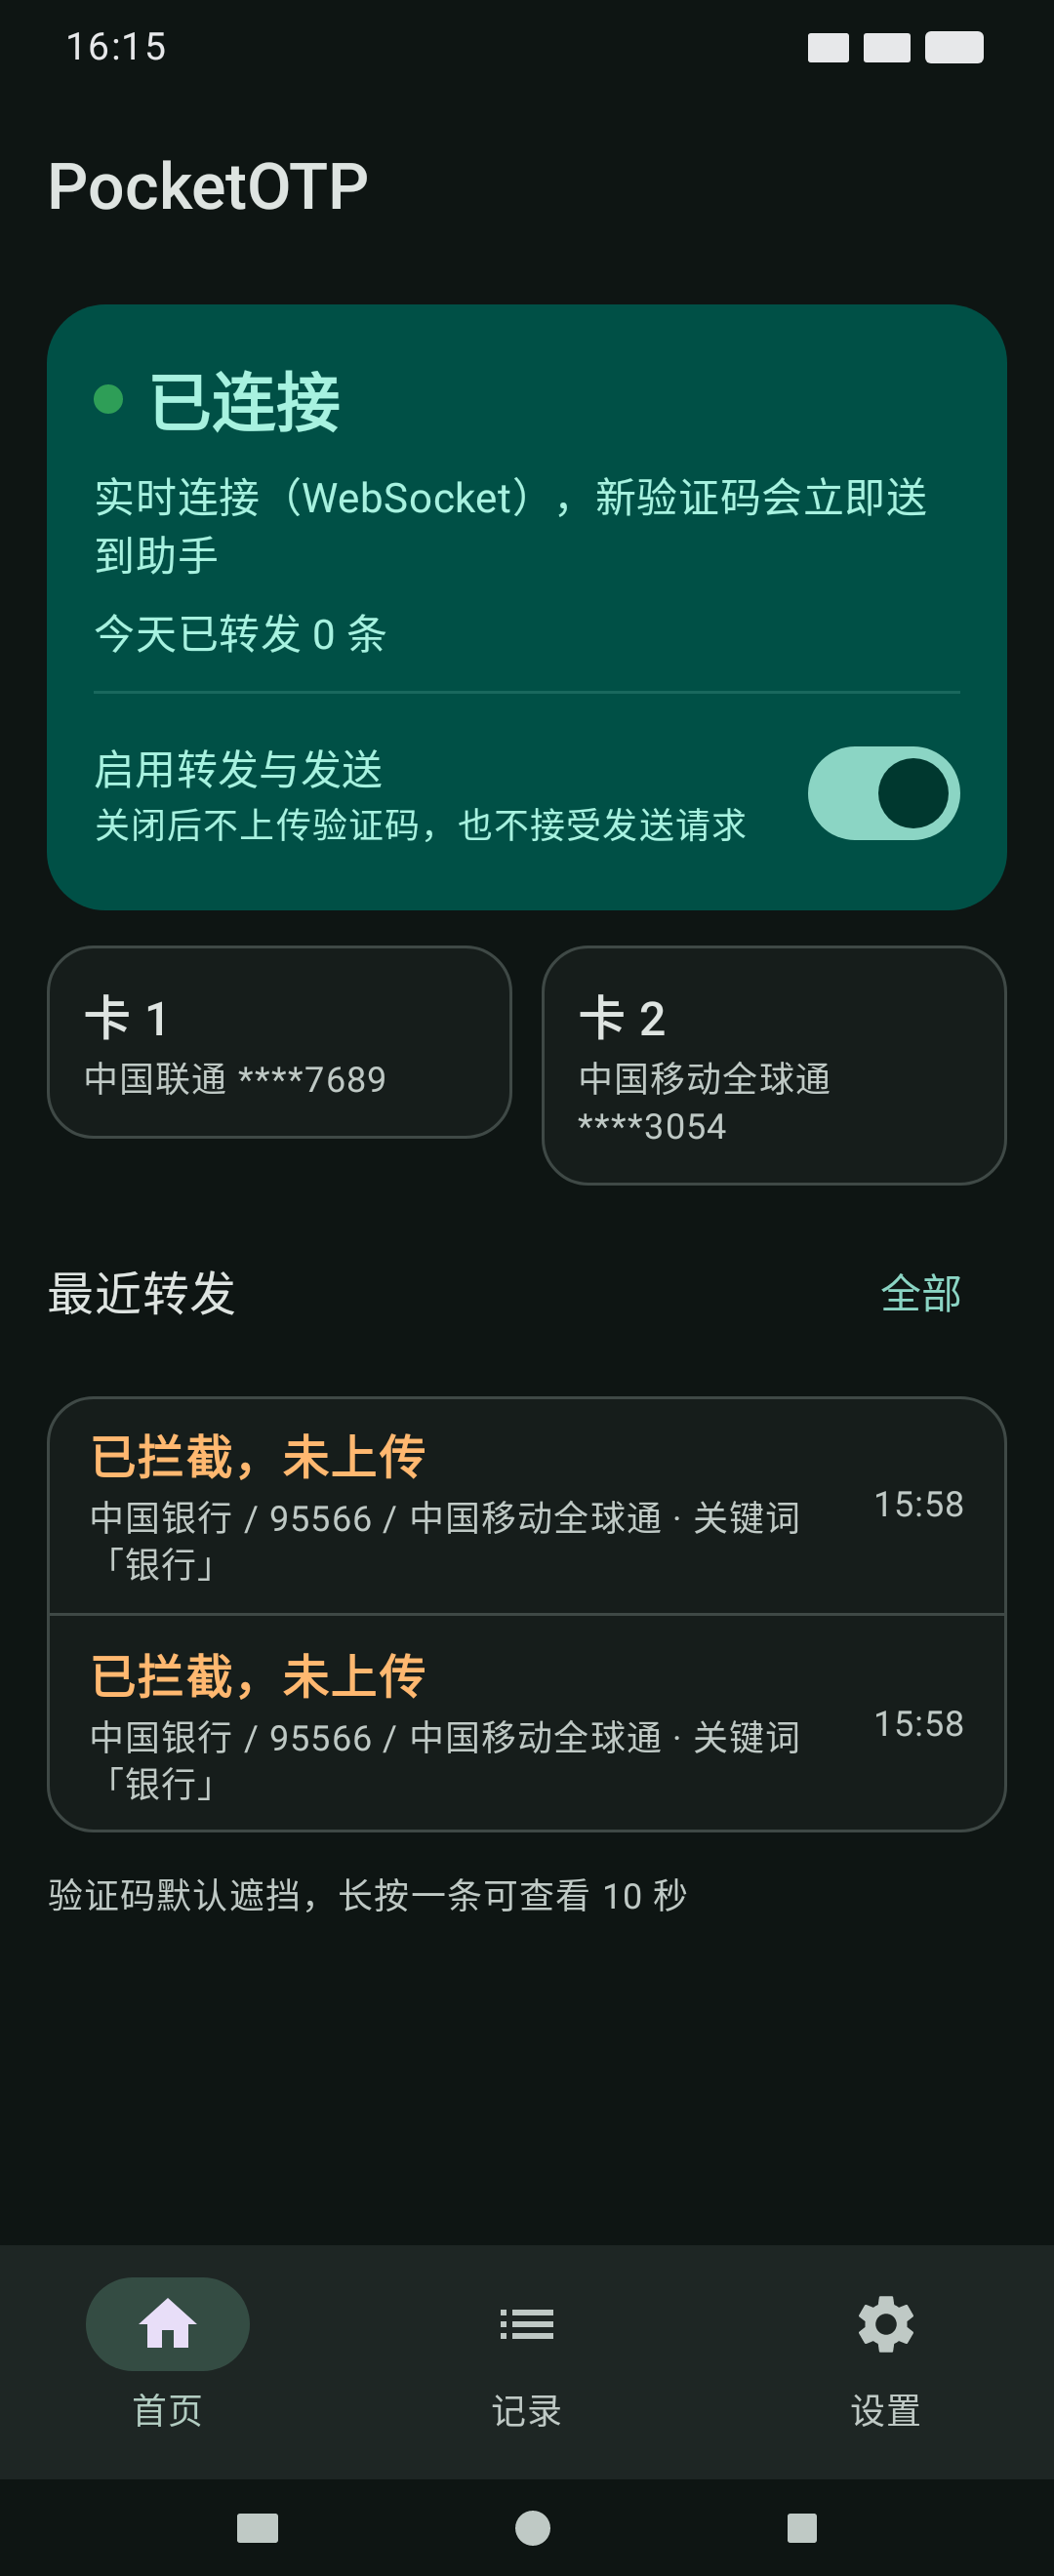 16:15
PocketOTP
已连接
实时连接（WebSocket），新验证码会立即送
到助手
今天已转发 0 条
启用转发与发送
关闭后不上传验证码，也不接受发送请求
卡 1
中国联通 ****7689
卡 2
中国移动全球通
****3054
最近转发
全部
已拦截，未上传
中国银行 / 95566 / 中国移动全球通 · 关键词
「银行」
15:58
已拦截，未上传
中国银行 / 95566 / 中国移动全球通 · 关键词
「银行」
15:58
验证码默认遮挡，长按一条可查看 10 秒
首页
记录
设置